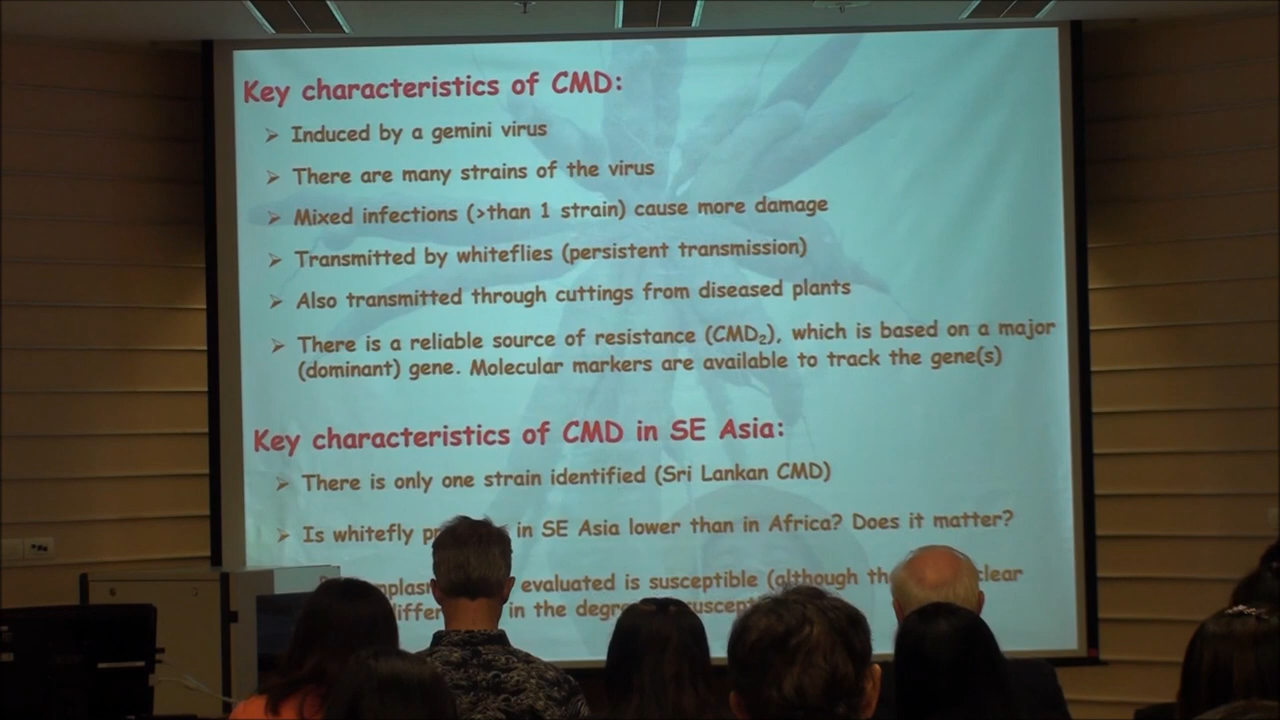 Key characteristics of CMD:
➢ Induced by a gemini virus
➢ There are many strains of the virus
➢ Mixed infections (>than 1 strain) cause more damage
➢ Transmitted by whiteflies (persistent transmission)
➢ Also transmitted through cuttings from diseased plants
➢ There is a reliable source of resistance (CMD₂), which is based on a major
(dominant) gene. Molecular markers are available to track the gene(s)
Key characteristics of CMD in SE Asia:
➢ There is only one strain identified (Sri Lankan CMD)
➢ Is whitefly in SE Asia lower than in Africa? Does it matter?
evaluated is susceptible (although clear
in the